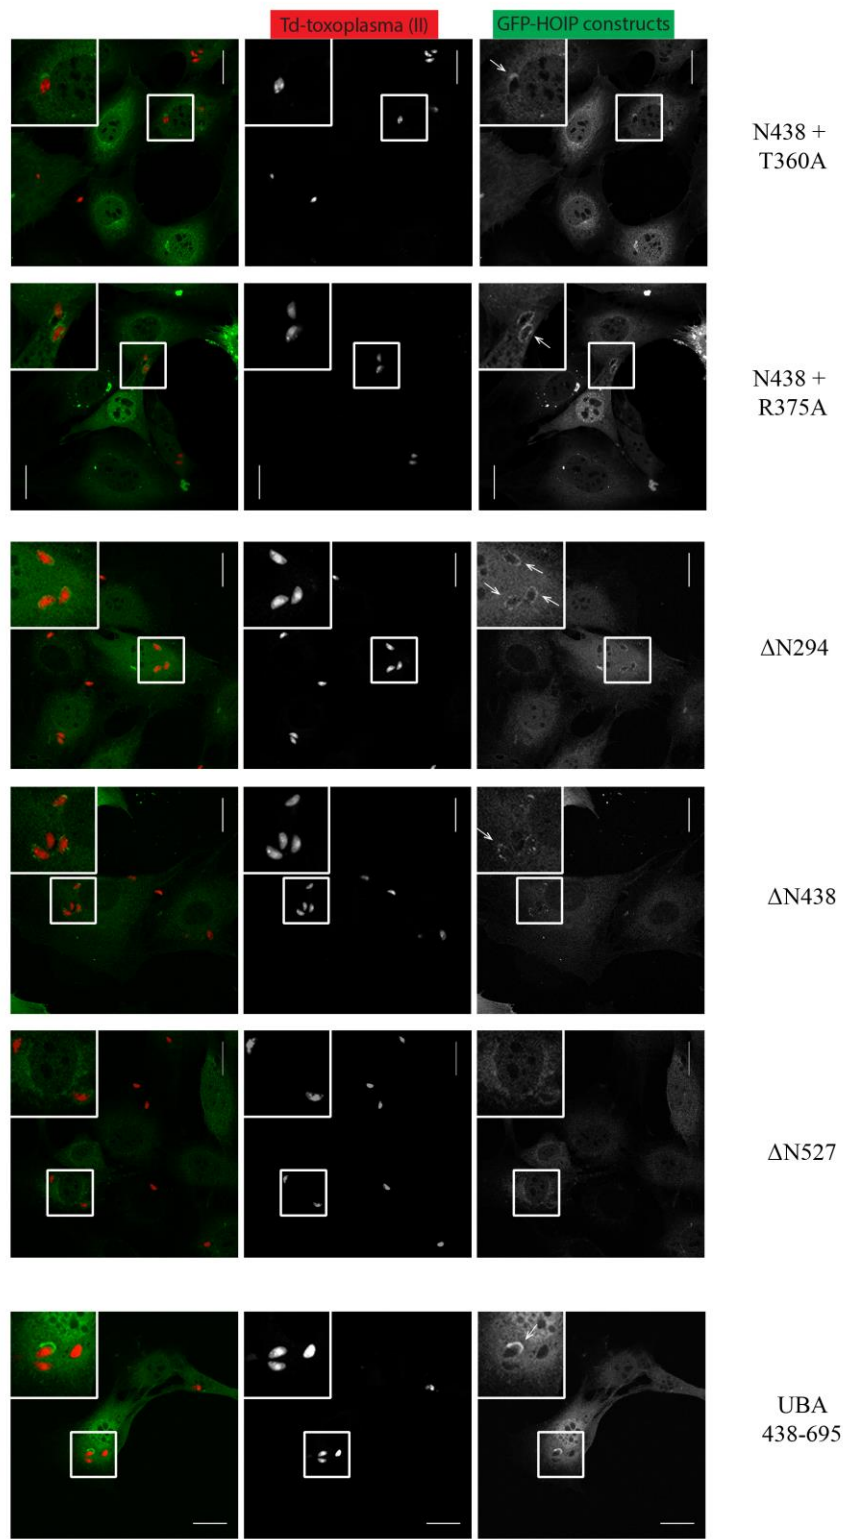 Td-toxoplasma (II)
GFP-HOIP constructs
N438 +
T360A
N438 +
R375A
ΔN294
ΔN438
ΔN527
UBA
438-695